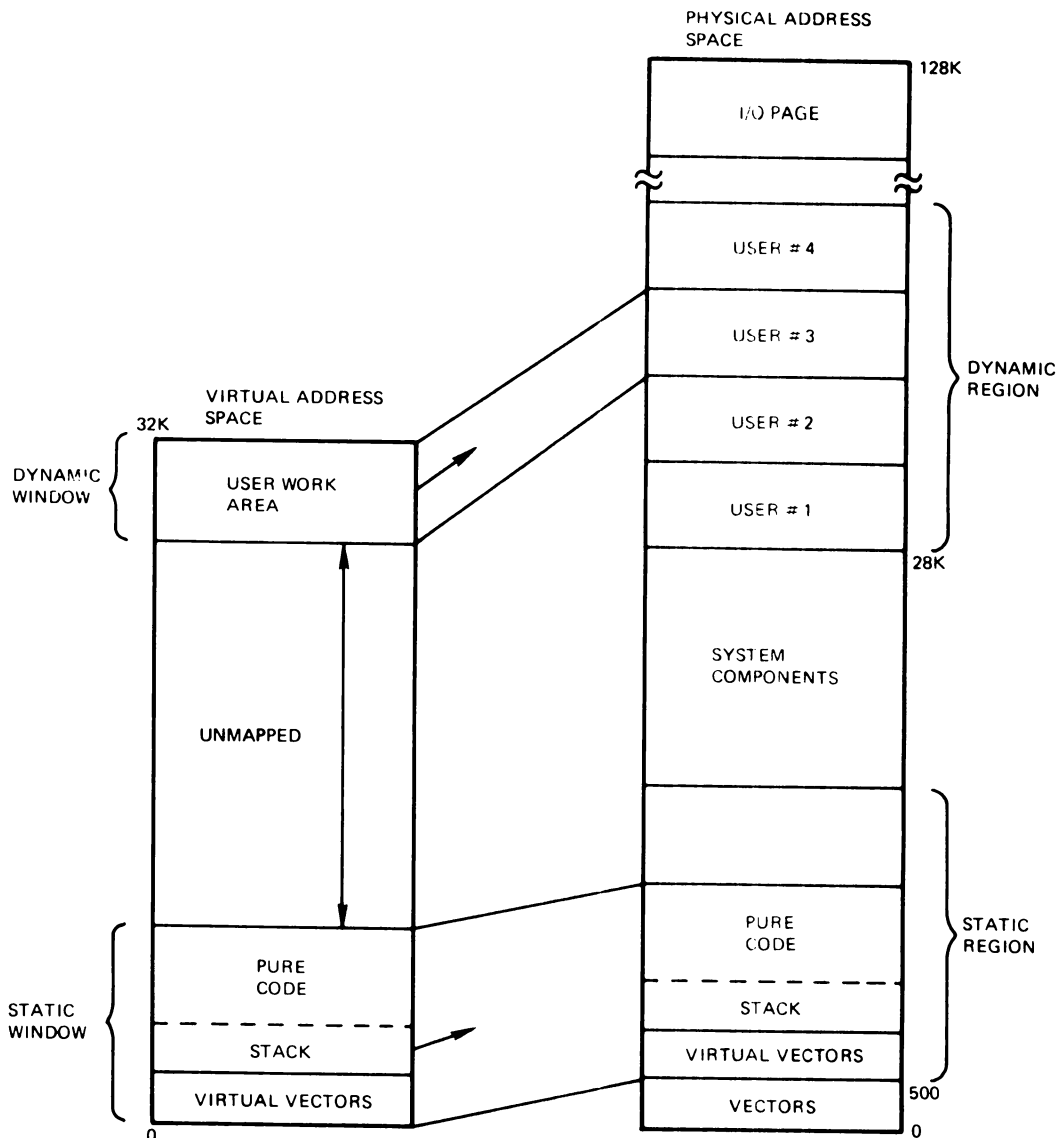 PHYSICAL ADDRESS
SPACE
128K
I/O PAGE
USER # 4
USER # 3
DYNAMIC
REGION
VIRTUAL ADDRESS
SPACE
32K
USER # 2
DYNAMIC
WINDOW
USER WORK
AREA
USER # 1
28K
SYSTEM
COMPONENTS
UNMAPPED
PURE
CODE
STATIC
REGION
PURE
CODE
STATIC
WINDOW
STACK
STACK
VIRTUAL VECTORS
VIRTUAL VECTORS
500
VECTORS
0
0